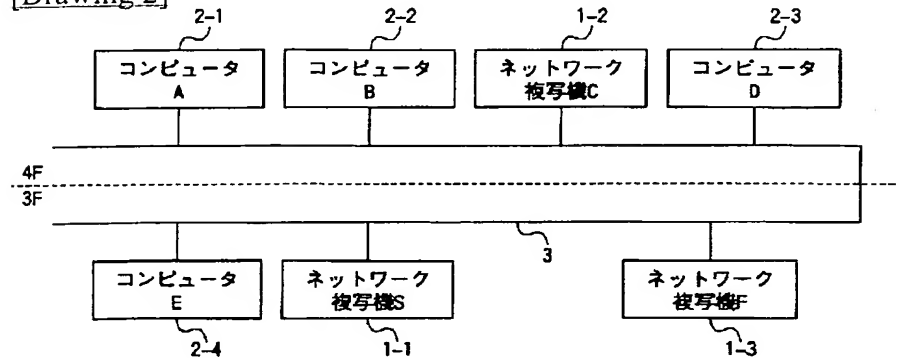 [Drawing 2]
2-1
2-2
1-2
2-3
コンピュータ
A
コンピュータ
B
ネットワーク
複写機C
コンピュータ
D
4F
3F
3
コンピュータ
E
ネットワーク
複写機S
ネットワーク
複写機F
2-4
1-1
1-3